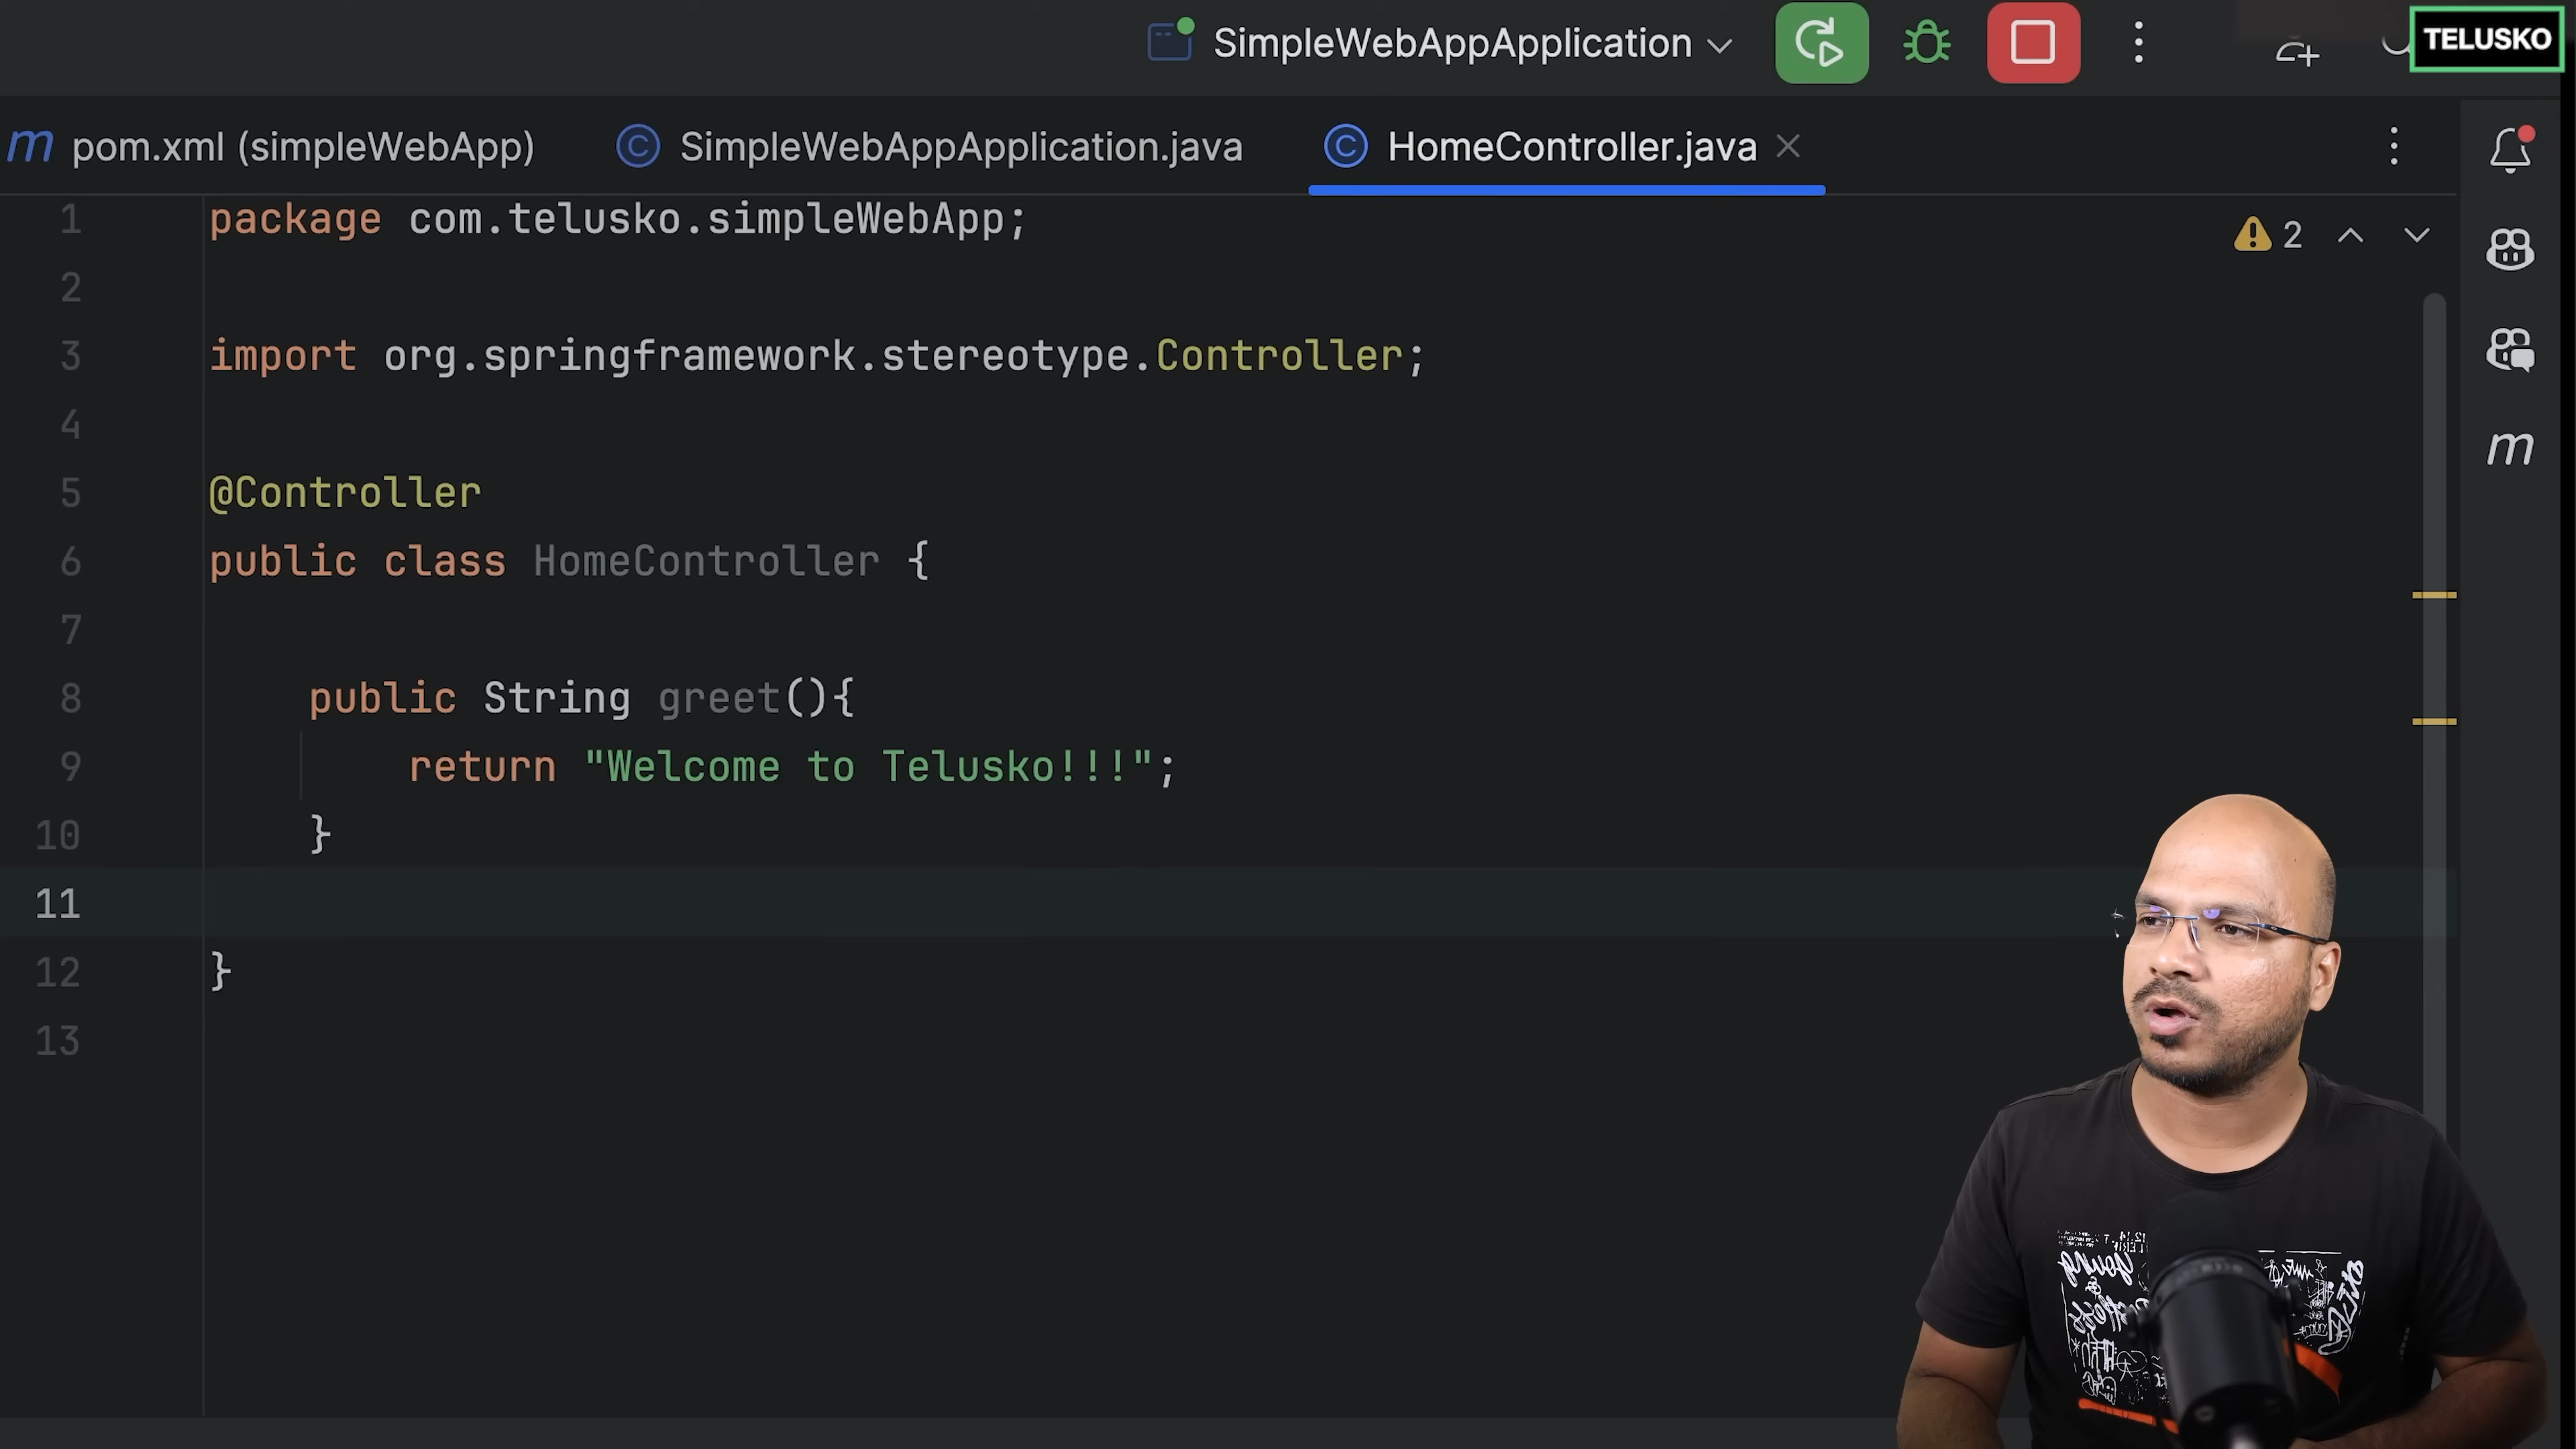 SimpleWebAppApplication
TELUSKO
m pom.xml (simpleWebApp)
C SimpleWebAppApplication.java
C HomeController.java
1 package com.telusko.simpleWebApp;
2
3 import org.springframework.stereotype.Controller;
4
5 @Controller
6 public class HomeController {
7
8 public String greet(){
9 return "Welcome to Telusko!!!";
10 }
11
12 }
13
2
m
young